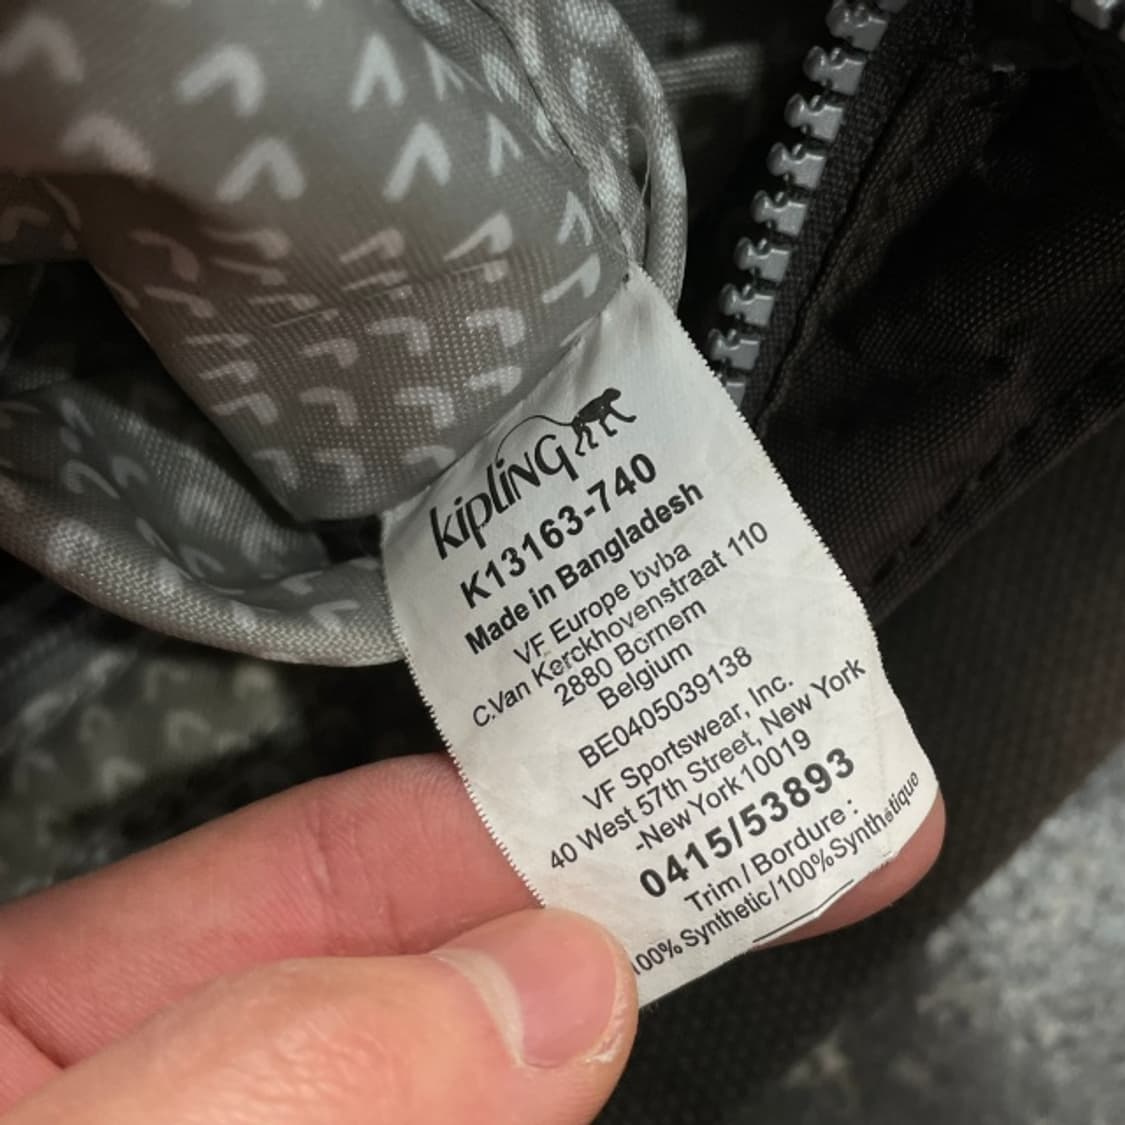 kipling
K13163-740
Made in Bangladesh
VF Europe bvba
C.Van Kerckhovenstraat 110
2880 Bornem
Belgium
BE0405039138
VF Sportswear, Inc.
40 West 57th Street, New York
-New York 10019
0415/53893
Trim / Bordure :
100% Synthetic/100%Synthétique